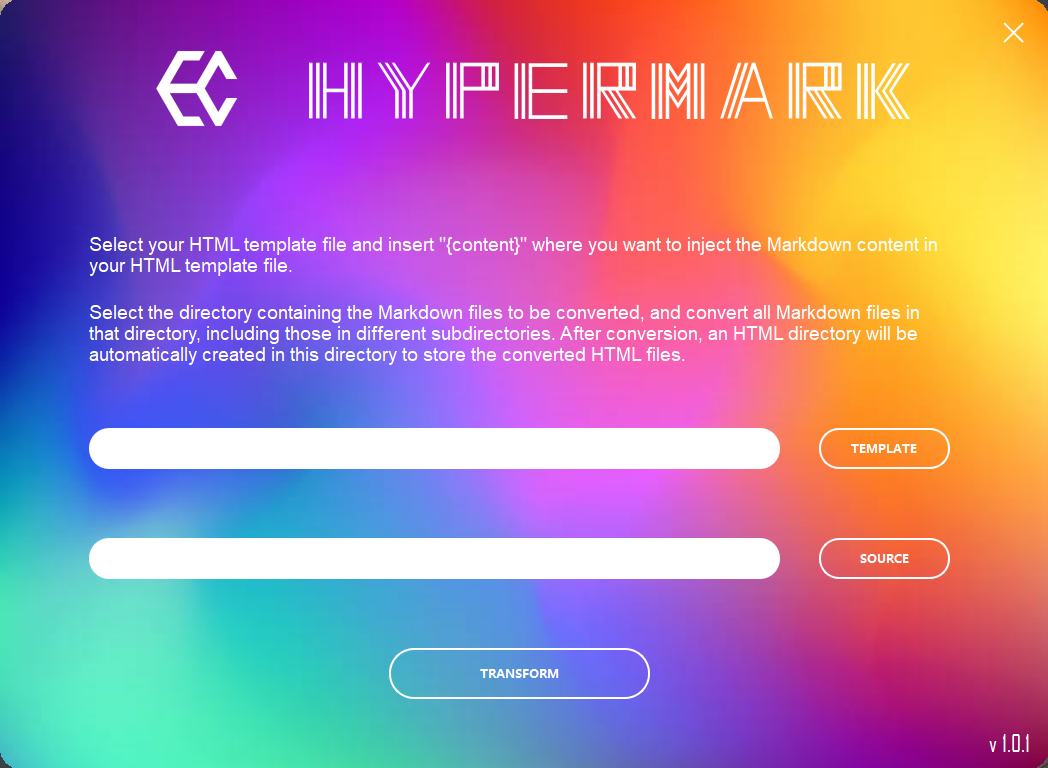 HYPERMARK
Select your HTML template file and insert "{content}" where you want to inject the Markdown content in
your HTML template file.
Select the directory containing the Markdown files to be converted, and convert all Markdown files in
that directory, including those in different subdirectories. After conversion, an HTML directory will be
automatically created in this directory to store the converted HTML files.
TEMPLATE
SOURCE
TRANSFORM
v 1.0.1